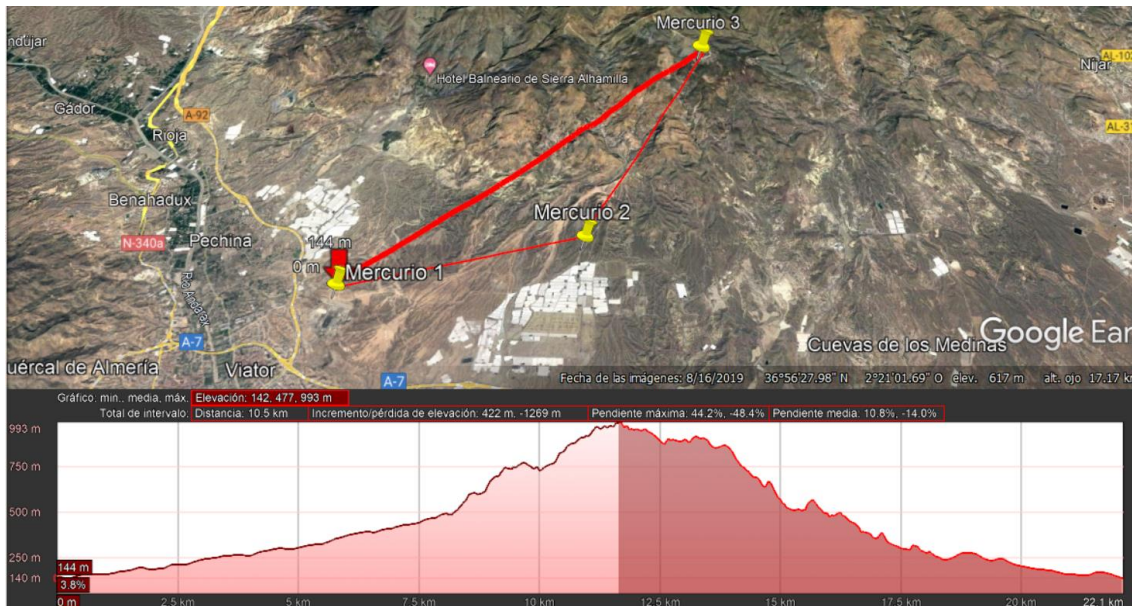 Mercurio 3
ndújar
AL-103
Níjar
Hotel Balneario de Sierra Alhamilla
Gádor
A-92
AL-31
Rioja
Benahadux
Mercurio 2
N-340a
Pechina
144 m
0 m
Mercurio 1
Río Andarax
A-7
Google Ear
Cuevas de los Medinas
uércal de Almería
Viator
A-7
Fecha de las imágenes: 8/16/2019 36°56'27.98" N 2°21'01.69" O elev. 617 m alt. ojo 17.17 km
Gráfico: min., media, máx. Elevación: 142, 477, 993 m
Total de intervalo: Distancia: 10.5 km Incremento/pérdida de elevación: 422 m, -1269 m Pendiente máxima: 44.2%, -48.4% Pendiente media: 10.8%, -14.0%
993 m
750 m
500 m
250 m
144 m
140 m
3.8%
0 m 2.5 km 5 km 7.5 km 10 km 12.5 km 15 km 17.5 km 20 km 22.1 km